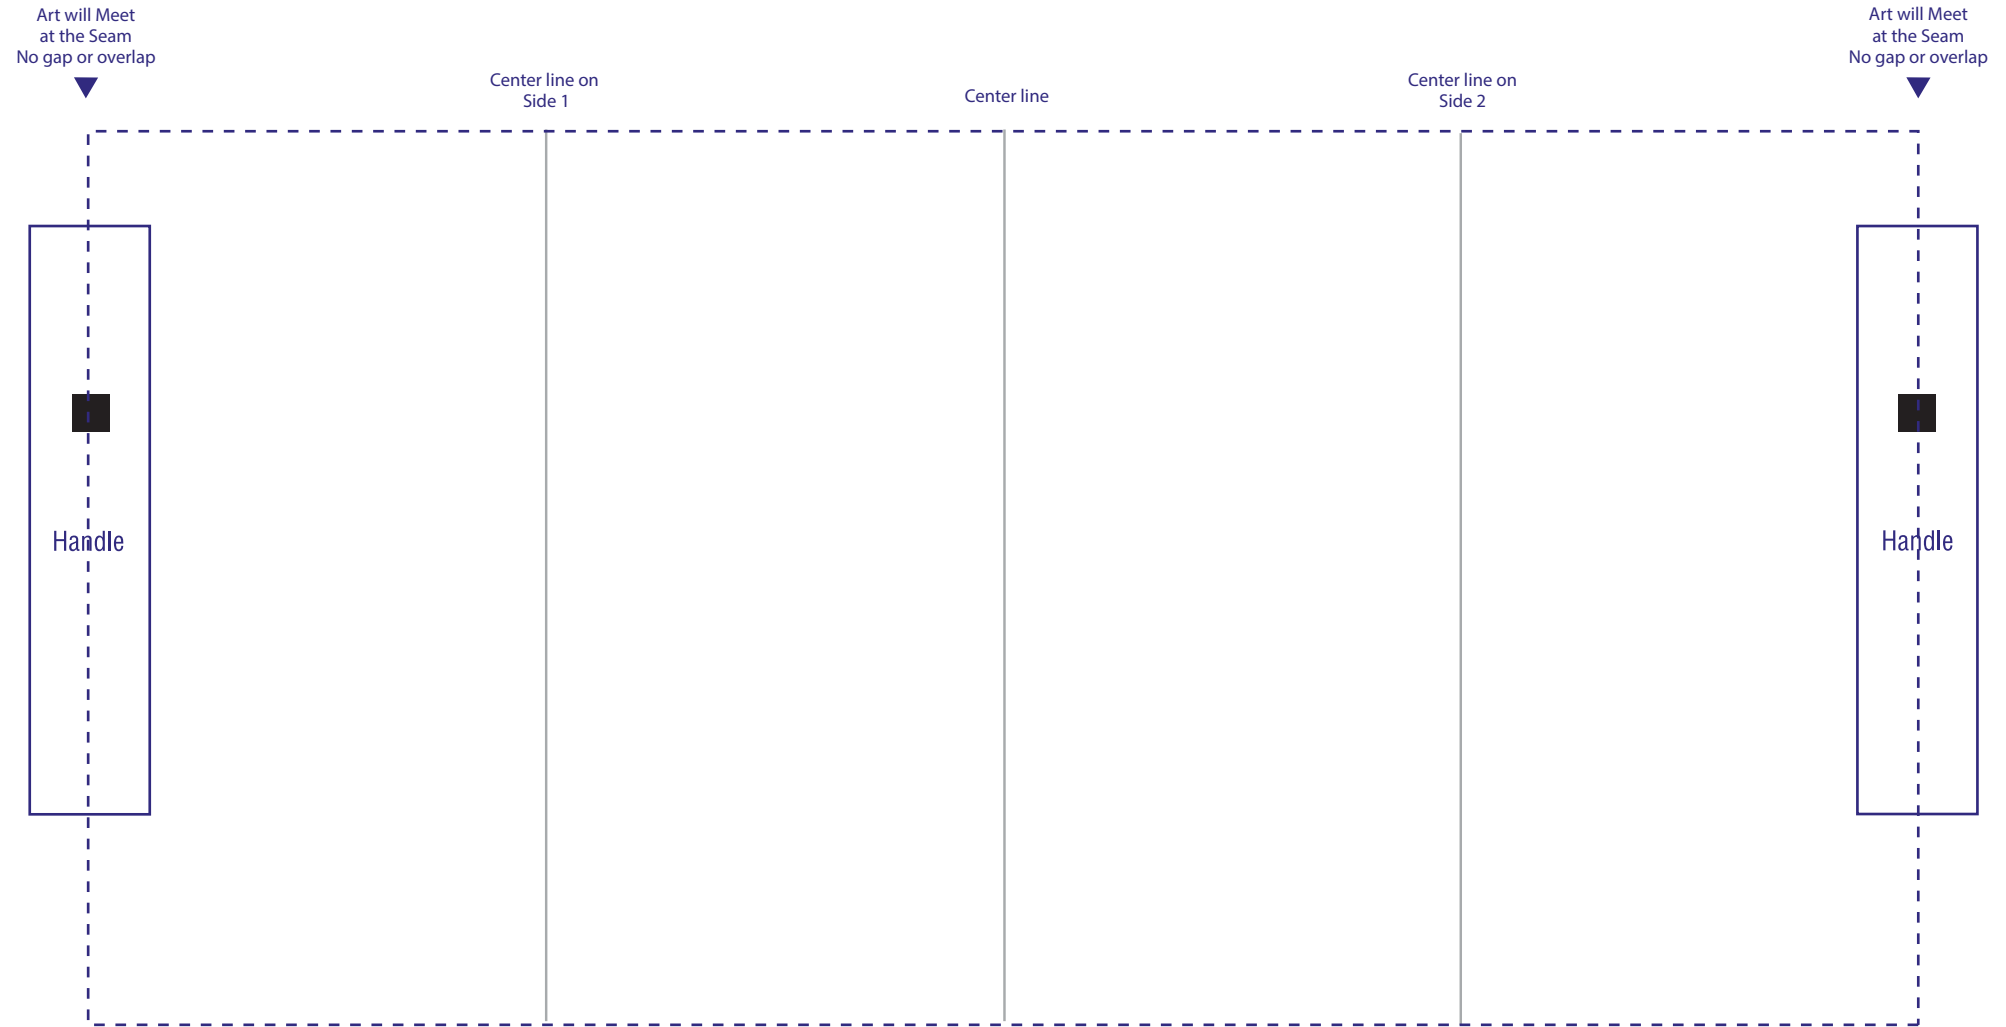 Art will Meet
at the Seam
No gap or overlap
Center line on
Side 1
Center line
Center line on
Side 2
Art will Meet
at the Seam
No gap or overlap
Handle
Handle